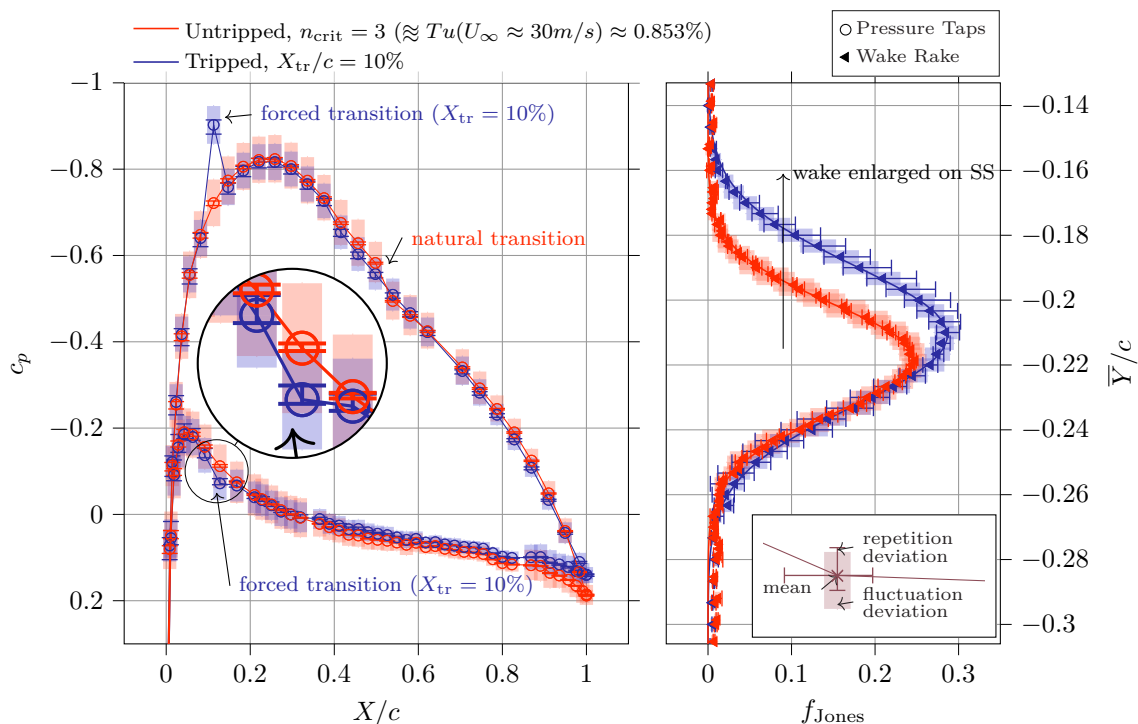 Untripped, n_crit = 3 (≊ Tu(U_∞ ≈ 30m/s) ≈ 0.853%)
Tripped, X_tr/c = 10%
Pressure Taps
Wake Rake
−1
−0.8
−0.6
−0.4
−0.2
0
0.2
c_p
forced transition (X_tr = 10%)
natural transition
forced transition (X_tr = 10%)
0
0.2
0.4
0.6
0.8
1
X/c
wake enlarged on SS
repetition
deviation
mean
fluctuation
deviation
−0.14
−0.16
−0.18
−0.2
−0.22
−0.24
−0.26
−0.28
−0.3
Y̅/c
0
0.1
0.2
0.3
f_Jones